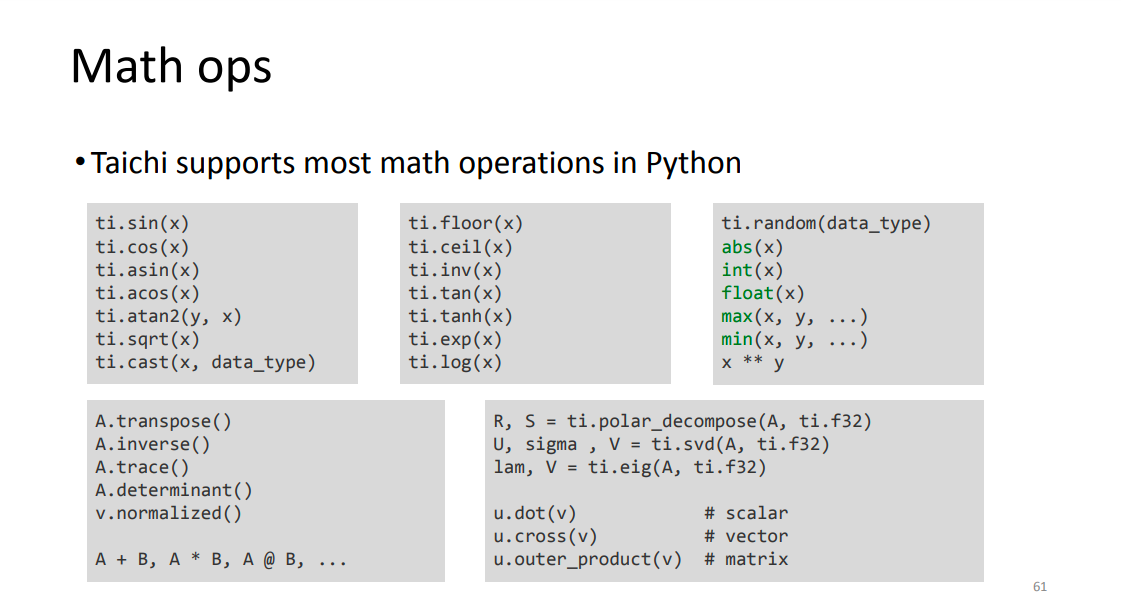 Math ops
•Taichi supports most math operations in Python
ti.sin(x)
ti.cos(x)
ti.asin(x)
ti.acos(x)
ti.atan2(y, x)
ti.sqrt(x)
ti.cast(x, data_type)
ti.floor(x)
ti.ceil(x)
ti.inv(x)
ti.tan(x)
ti.tanh(x)
ti.exp(x)
ti.log(x)
ti.random(data_type)
abs(x)
int(x)
float(x)
max(x, y, ...)
min(x, y, ...)
x ** y
A.transpose()
A.inverse()
A.trace()
A.determinant()
v.normalized()
A + B, A * B, A @ B, ...
R, S = ti.polar_decompose(A, ti.f32)
U, sigma , V = ti.svd(A, ti.f32)
lam, V = ti.eig(A, ti.f32)
u.dot(v) # scalar
u.cross(v) # vector
u.outer_product(v) # matrix
61